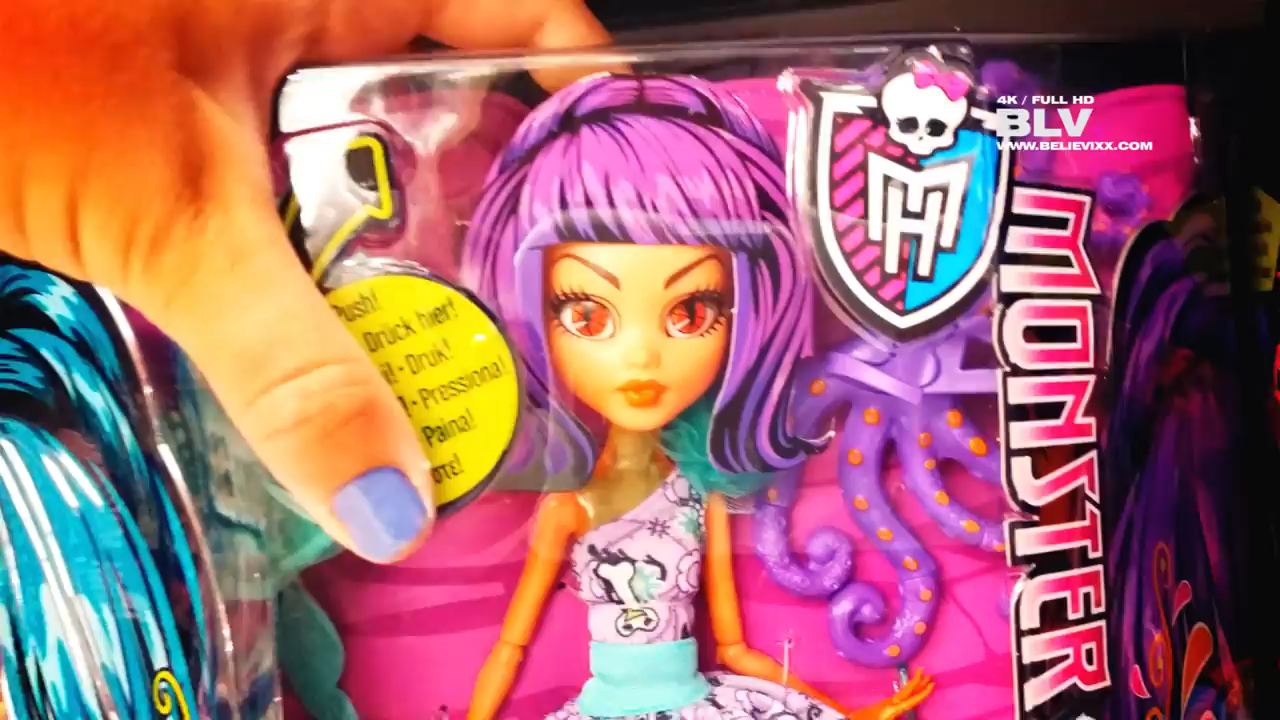 4K / FULL HD
BLV
WWW.BELIEVIXX.COM
MH
MONSTER
Push!
Druck hier!
Druk!
Pressiona!
Paina!